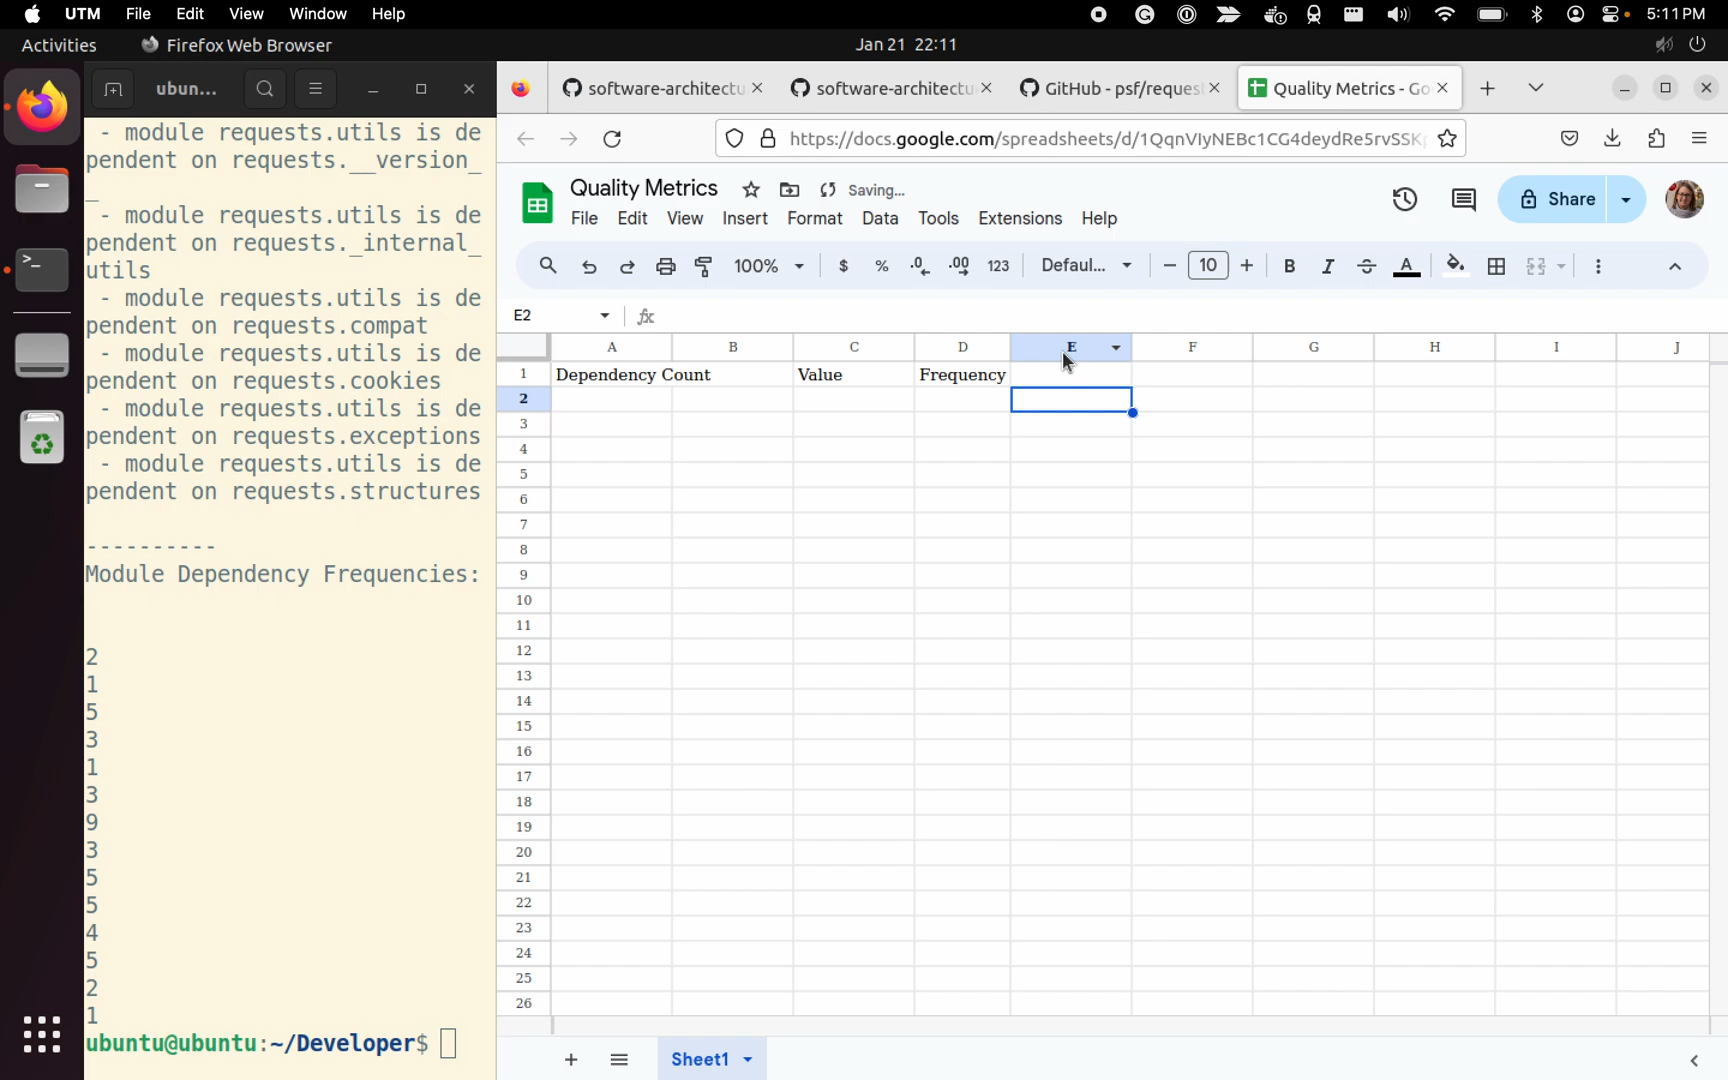 UTM File Edit View Window Help 5:11 PM
Activities Firefox Web Browser Jan 21 22:11
ubun...
software-architectu
software-architectu
GitHub - psf/reques
Quality Metrics - Go
https://docs.google.com/spreadsheets/d/1QqnVIyNEBc1CG4deydRe5rvSSK
Quality Metrics Saving...
File Edit View Insert Format Data Tools Extensions Help
Share
100% $ % .0 .00 123 Defaul... 10 B I A
E2 fx
A B C D E F G H I J
1 Dependency Count Value Frequency
2
3
4
5
6
7
8
9
10
11
12
13
14
15
16
17
18
19
20
21
22
23
24
25
26
Sheet1
- module requests.utils is de
pendent on requests.__version_
_
- module requests.utils is de
pendent on requests._internal_
utils
- module requests.utils is de
pendent on requests.compat
- module requests.utils is de
pendent on requests.cookies
- module requests.utils is de
pendent on requests.exceptions
- module requests.utils is de
pendent on requests.structures
----------
Module Dependency Frequencies:
2
1
5
3
1
3
9
3
5
5
4
5
2
1
ubuntu@ubuntu:~/Developer$